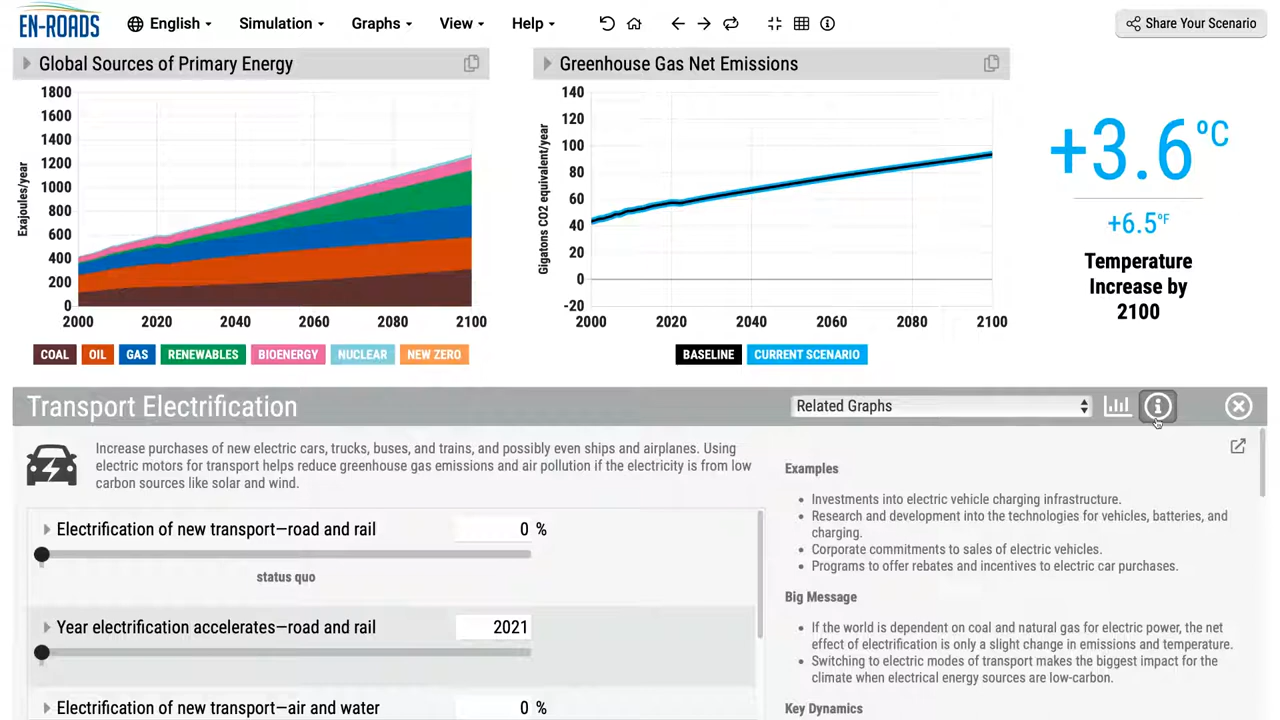 EN-ROADS
English
Simulation
Graphs
View
Help
Share Your Scenario
Global Sources of Primary Energy
Exajoules/year
1800
1600
1400
1200
1000
800
600
400
200
0
2000 2020 2040 2060 2080 2100
COAL OIL GAS RENEWABLES BIOENERGY NUCLEAR NEW ZERO
Greenhouse Gas Net Emissions
Gigatons CO2 equivalent/year
140
120
100
80
60
40
20
0
-20
2000 2020 2040 2060 2080 2100
BASELINE CURRENT SCENARIO
+3.6°C
+6.5°F
Temperature
Increase by
2100
Transport Electrification
Related Graphs
Increase purchases of new electric cars, trucks, buses, and trains, and possibly even ships and airplanes. Using
electric motors for transport helps reduce greenhouse gas emissions and air pollution if the electricity is from low
carbon sources like solar and wind.
Electrification of new transport—road and rail 0 %
status quo
Year electrification accelerates—road and rail 2021
Electrification of new transport—air and water 0 %
Examples
• Investments into electric vehicle charging infrastructure.
• Research and development into the technologies for vehicles, batteries, and
charging.
• Corporate commitments to sales of electric vehicles.
• Programs to offer rebates and incentives to electric car purchases.
Big Message
• If the world is dependent on coal and natural gas for electric power, the net
effect of electrification is only a slight change in emissions and temperature.
• Switching to electric modes of transport makes the biggest impact for the
climate when electrical energy sources are low-carbon.
Key Dynamics